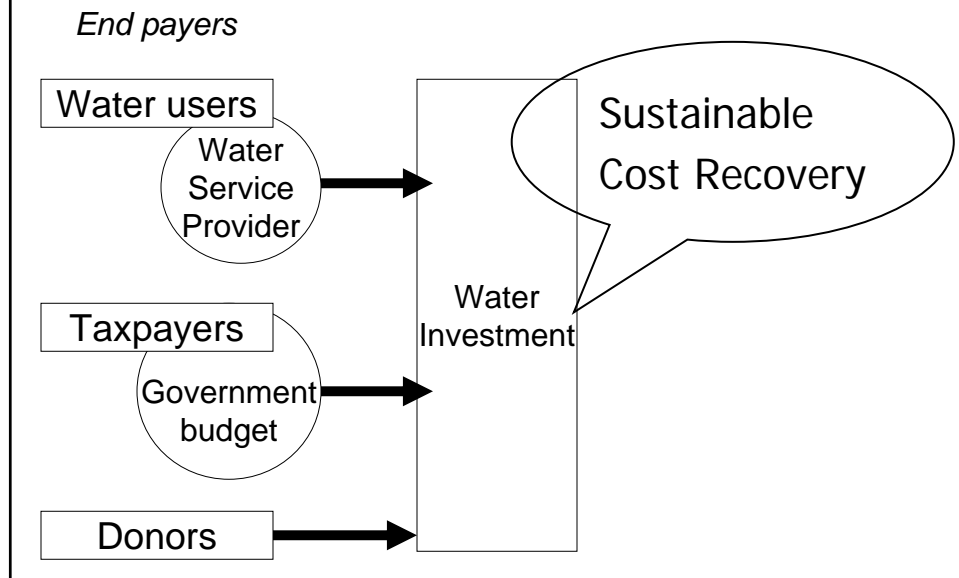 End payers
Water users
Water
Service
Provider
Sustainable
Cost Recovery
Water
Investment
Taxpayers
Government
budget
Donors